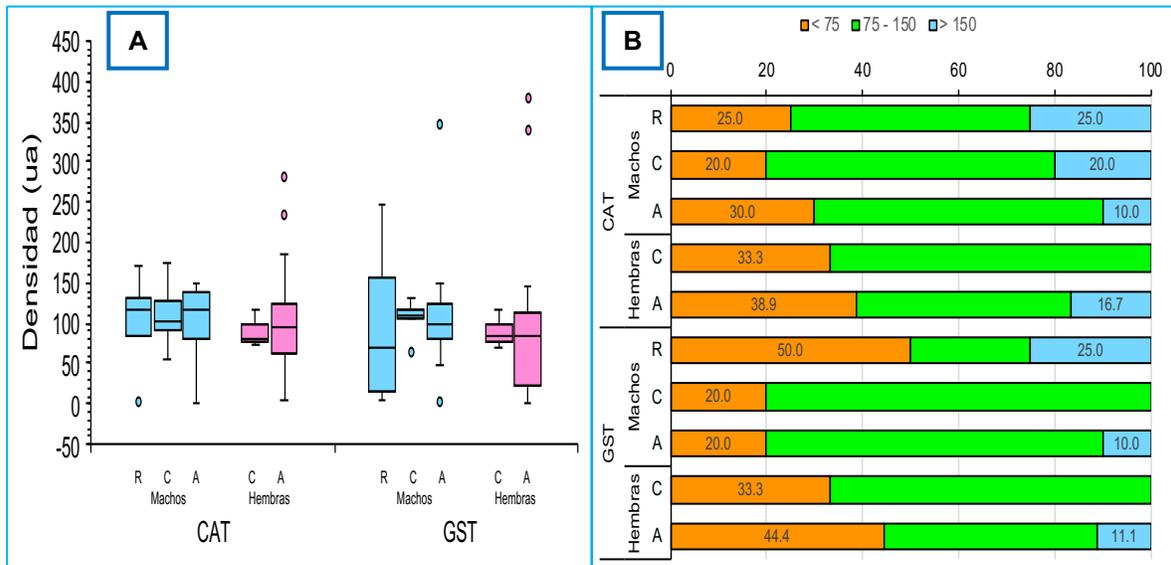 A
450
400
350
300
250
200
150
100
50
0
-50
Densidad (ua)
R C A C A R C A C A
Machos Hembras Machos Hembras
CAT GST
B
< 75 75 - 150 > 150
0 20 40 60 80 100
CAT
Machos
R 25.0 25.0
C 20.0 20.0
A 30.0 10.0
Hembras
C 33.3
A 38.9 16.7
GST
Machos
R 50.0 25.0
C 20.0
A 20.0 10.0
Hembras
C 33.3
A 44.4 11.1